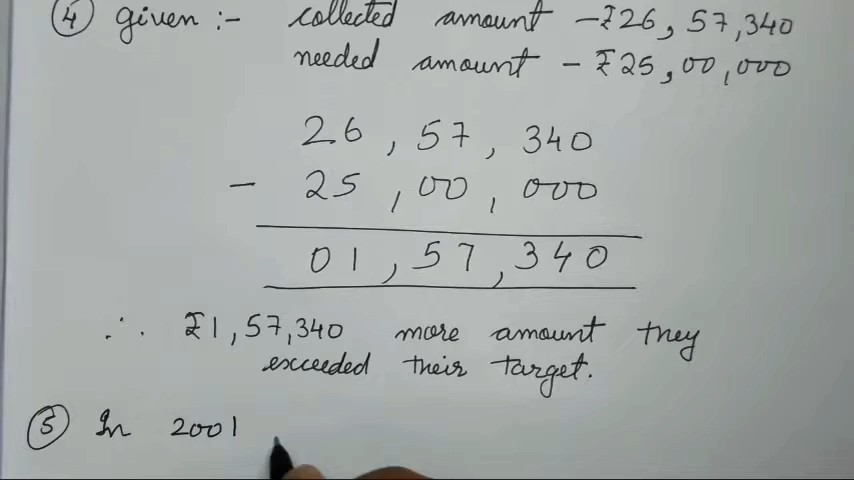 ④ given :- collected amount - ₹26,57,340
needed amount - ₹25,00,000
26,57,340
- 25,00,000
01,57,340
∴ ₹1,57,340 more amount they
exceeded their target.
⑤ In 2001